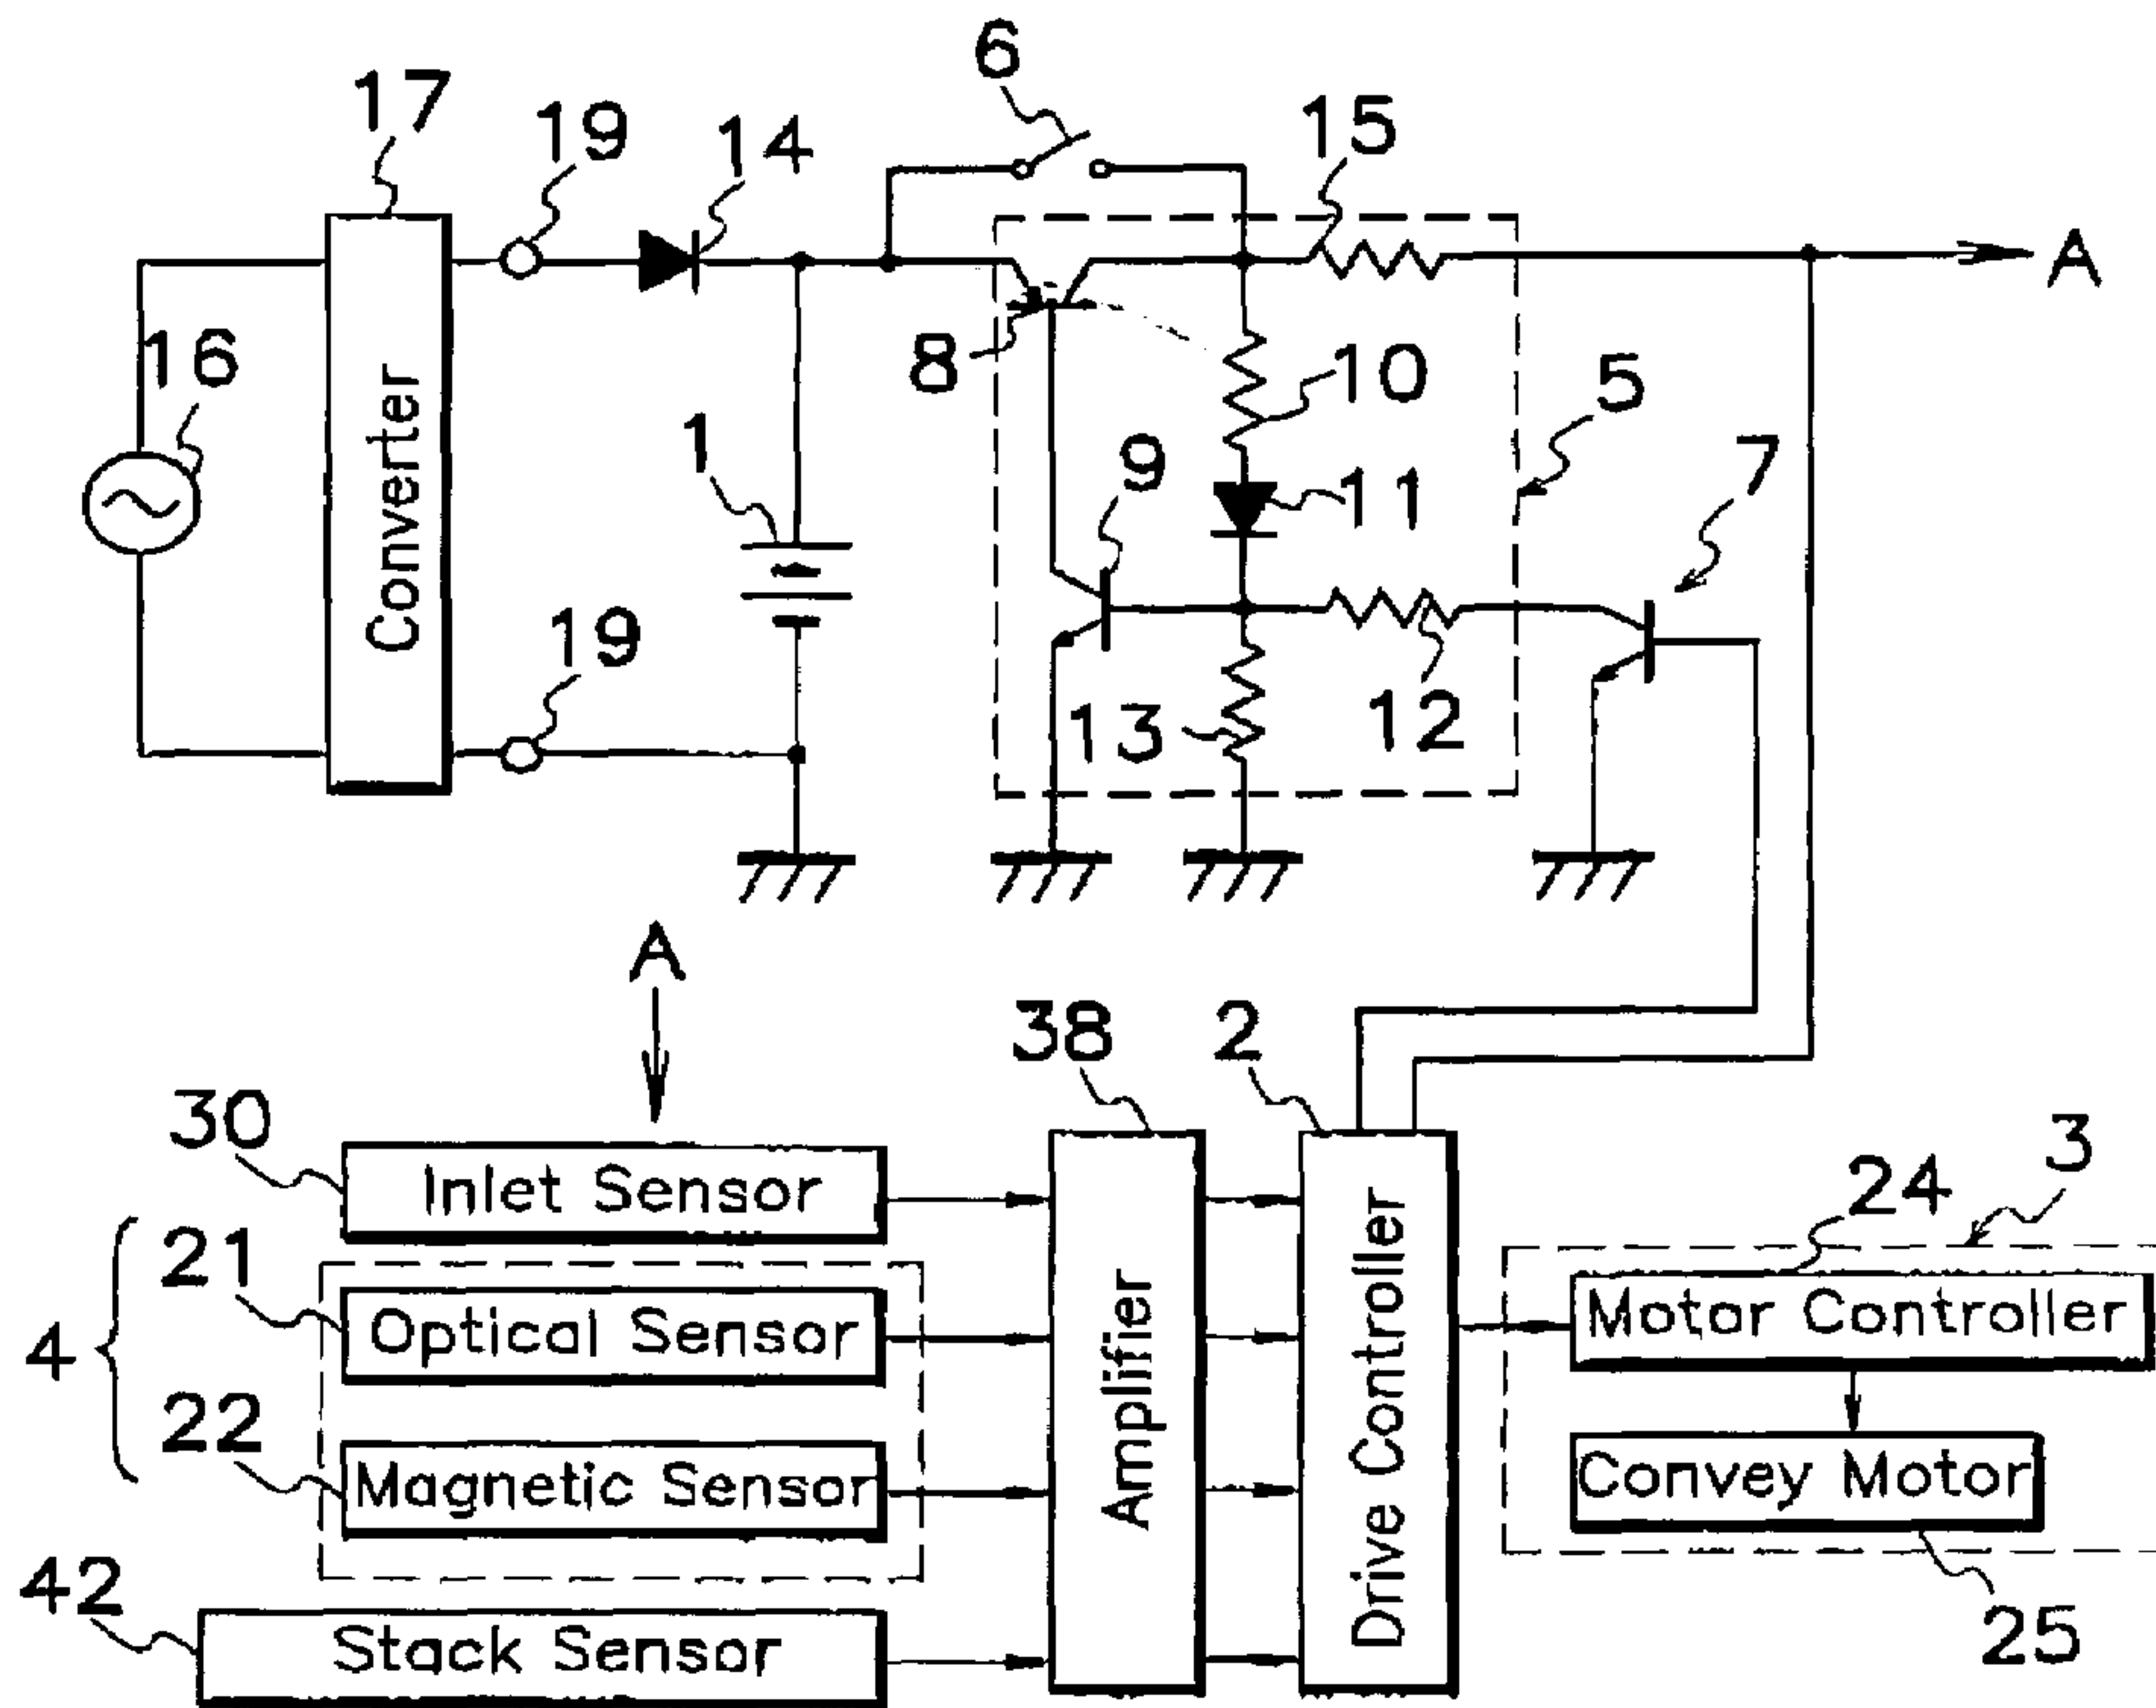 6
17
19
14
15
A
16
8
10
5
Converter
1
9
11
7
19
13
12
A
38
2
30
Inlet Sensor
3
24
21
Optical Sensor
Motor Controller
4
Amplifier
Drive Controller
22
Magnetic Sensor
Convey Motor
42
Stack Sensor
25